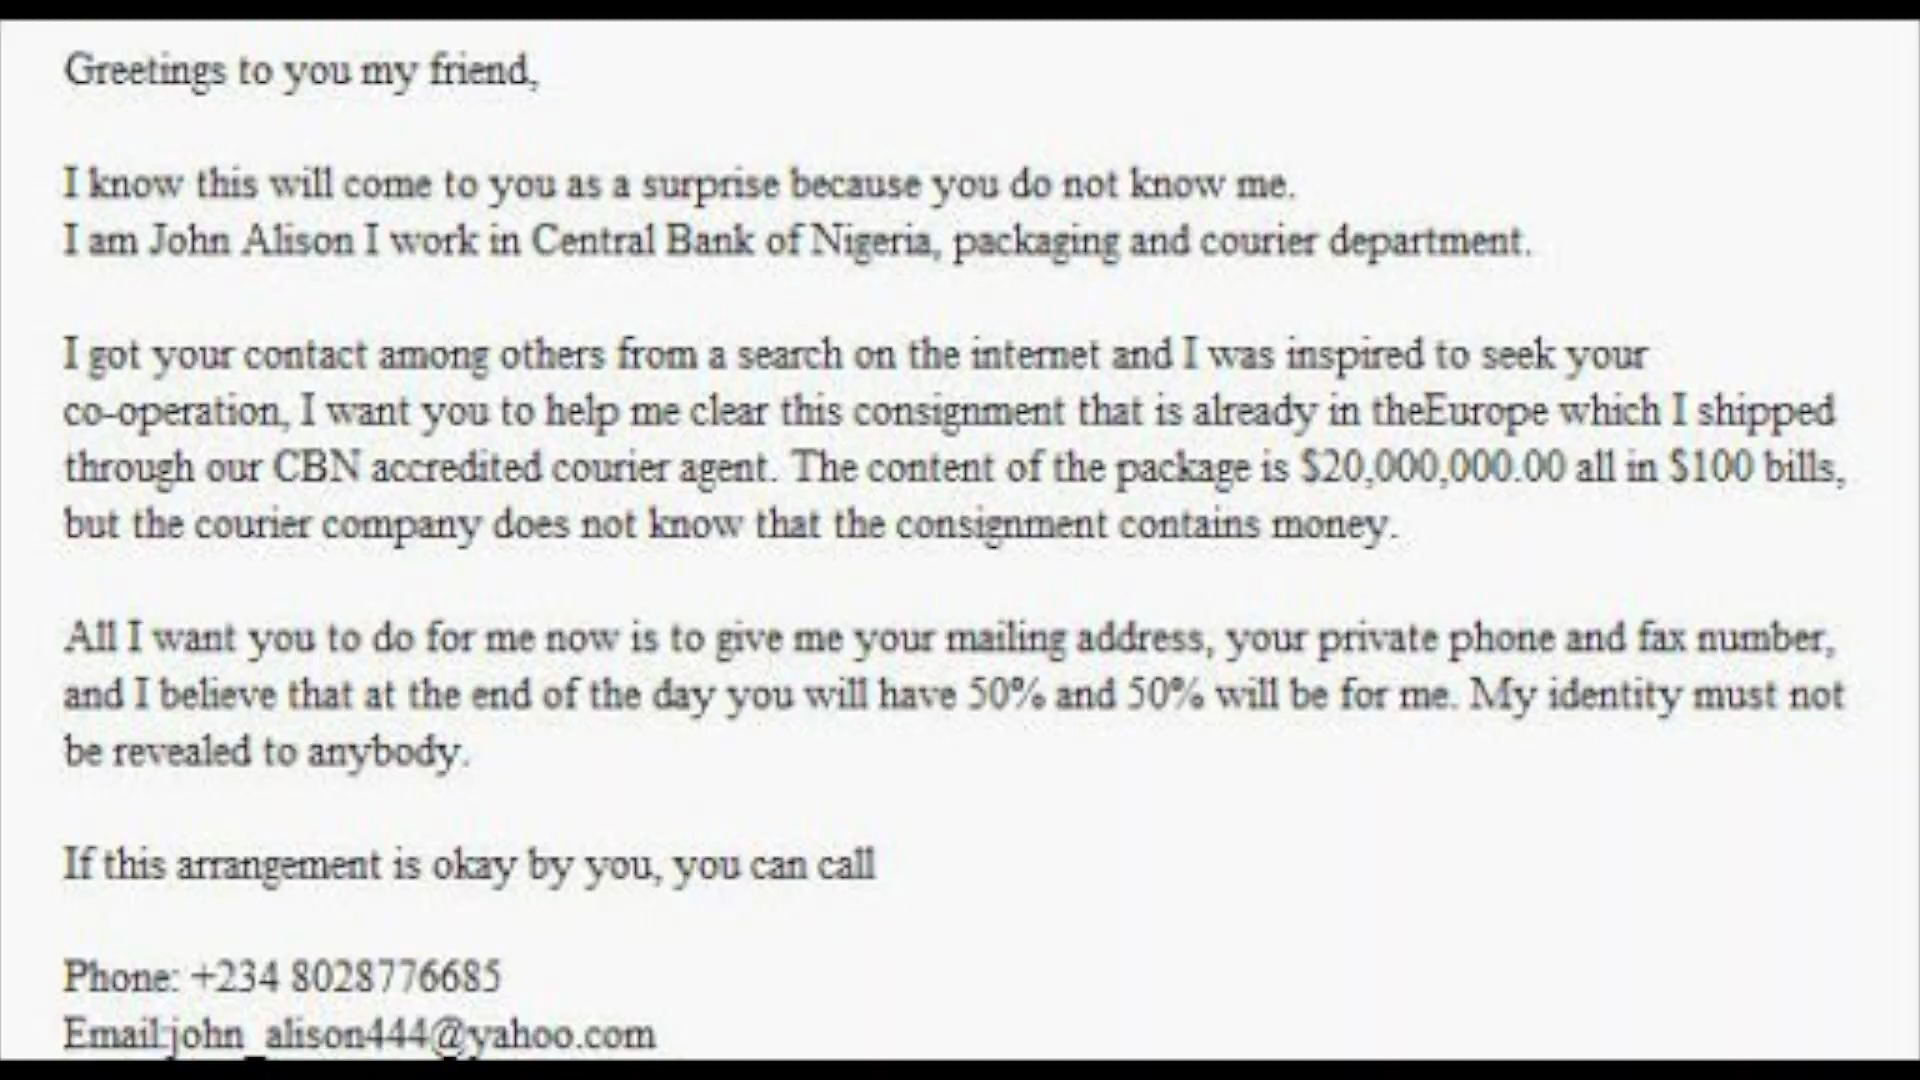 Greetings to you my friend,
I know this will come to you as a surprise because you do not know me.
I am John Alison I work in Central Bank of Nigeria, packaging and courier department.
I got your contact among others from a search on the internet and I was inspired to seek your
co-operation, I want you to help me clear this consignment that is already in theEurope which I shipped
through our CBN accredited courier agent. The content of the package is $20,000,000.00 all in $100 bills,
but the courier company does not know that the consignment contains money.
All I want you to do for me now is to give me your mailing address, your private phone and fax number,
and I believe that at the end of the day you will have 50% and 50% will be for me. My identity must not
be revealed to anybody.
If this arrangement is okay by you, you can call
Phone: +234 8028776685
Email:john_alison444@yahoo.com